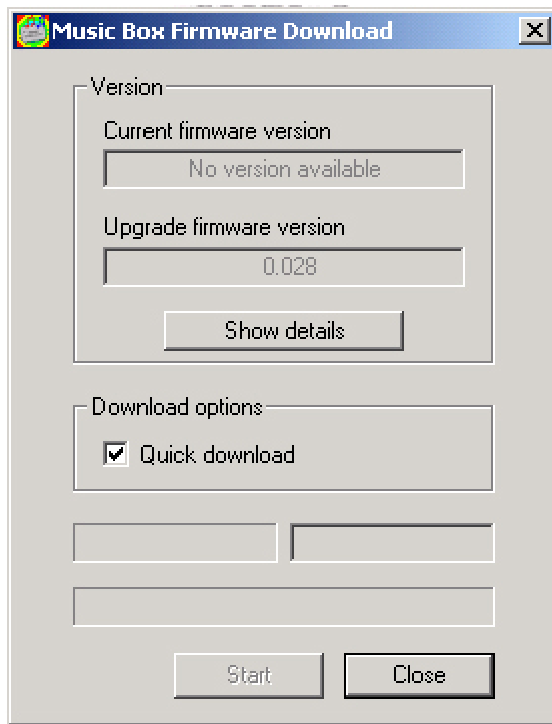 Music Box Firmware Download
Version
Current firmware version
No version available
Upgrade firmware version
0.028
Show details
Download options
Quick download
Start
Close